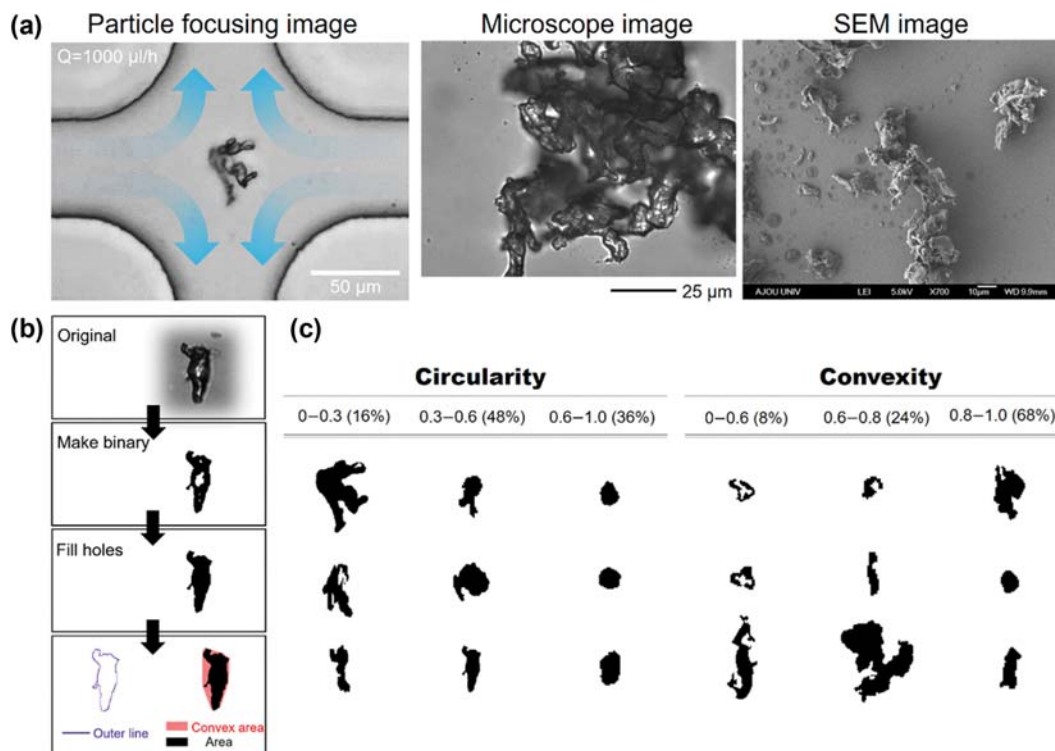 (a)
Particle focusing image
Microscope image
SEM image
Q=1000 µl/h
50 µm
25 µm
AJOU UNIV LEI 5.0kV X700 10µm WD 9.9mm
(b)
Original
Make binary
Fill holes
Outer line
Convex area
Area
(c)
Circularity Convexity
0–0.3 (16%) 0.3–0.6 (48%) 0.6–1.0 (36%) 0–0.6 (8%) 0.6–0.8 (24%) 0.8–1.0 (68%)